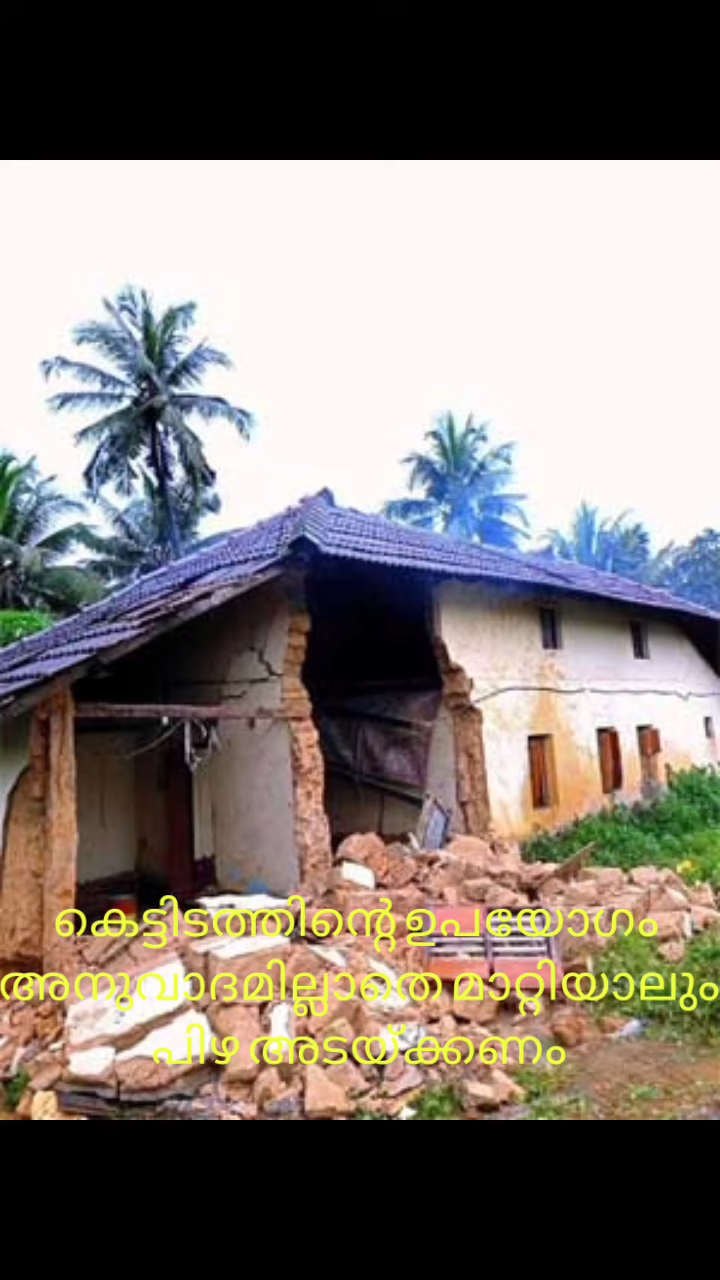 കെട്ടിടത്തിന്റെ ഉപയോഗം
അനുവാദമില്ലാതെ മാറ്റിയാലും
പിഴ അടയ്ക്കണം